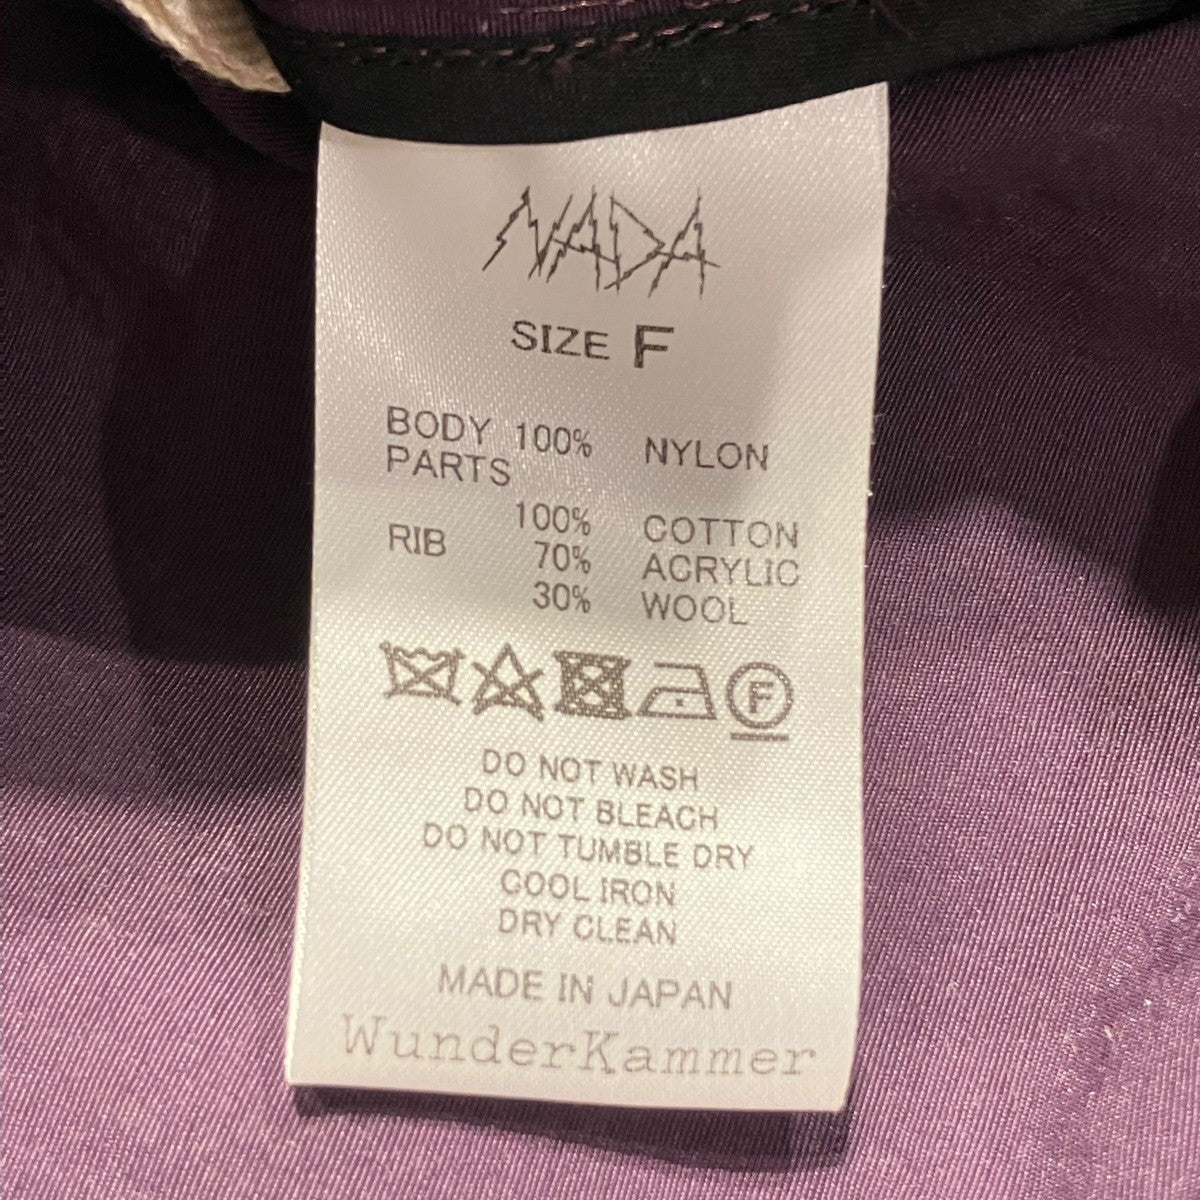 NADA
SIZE F
BODY 100% NYLON
PARTS
100% COTTON
RIB 70% ACRYLIC
30% WOOL
F
DO NOT WASH
DO NOT BLEACH
DO NOT TUMBLE DRY
COOL IRON
DRY CLEAN
MADE IN JAPAN
WunderKammer